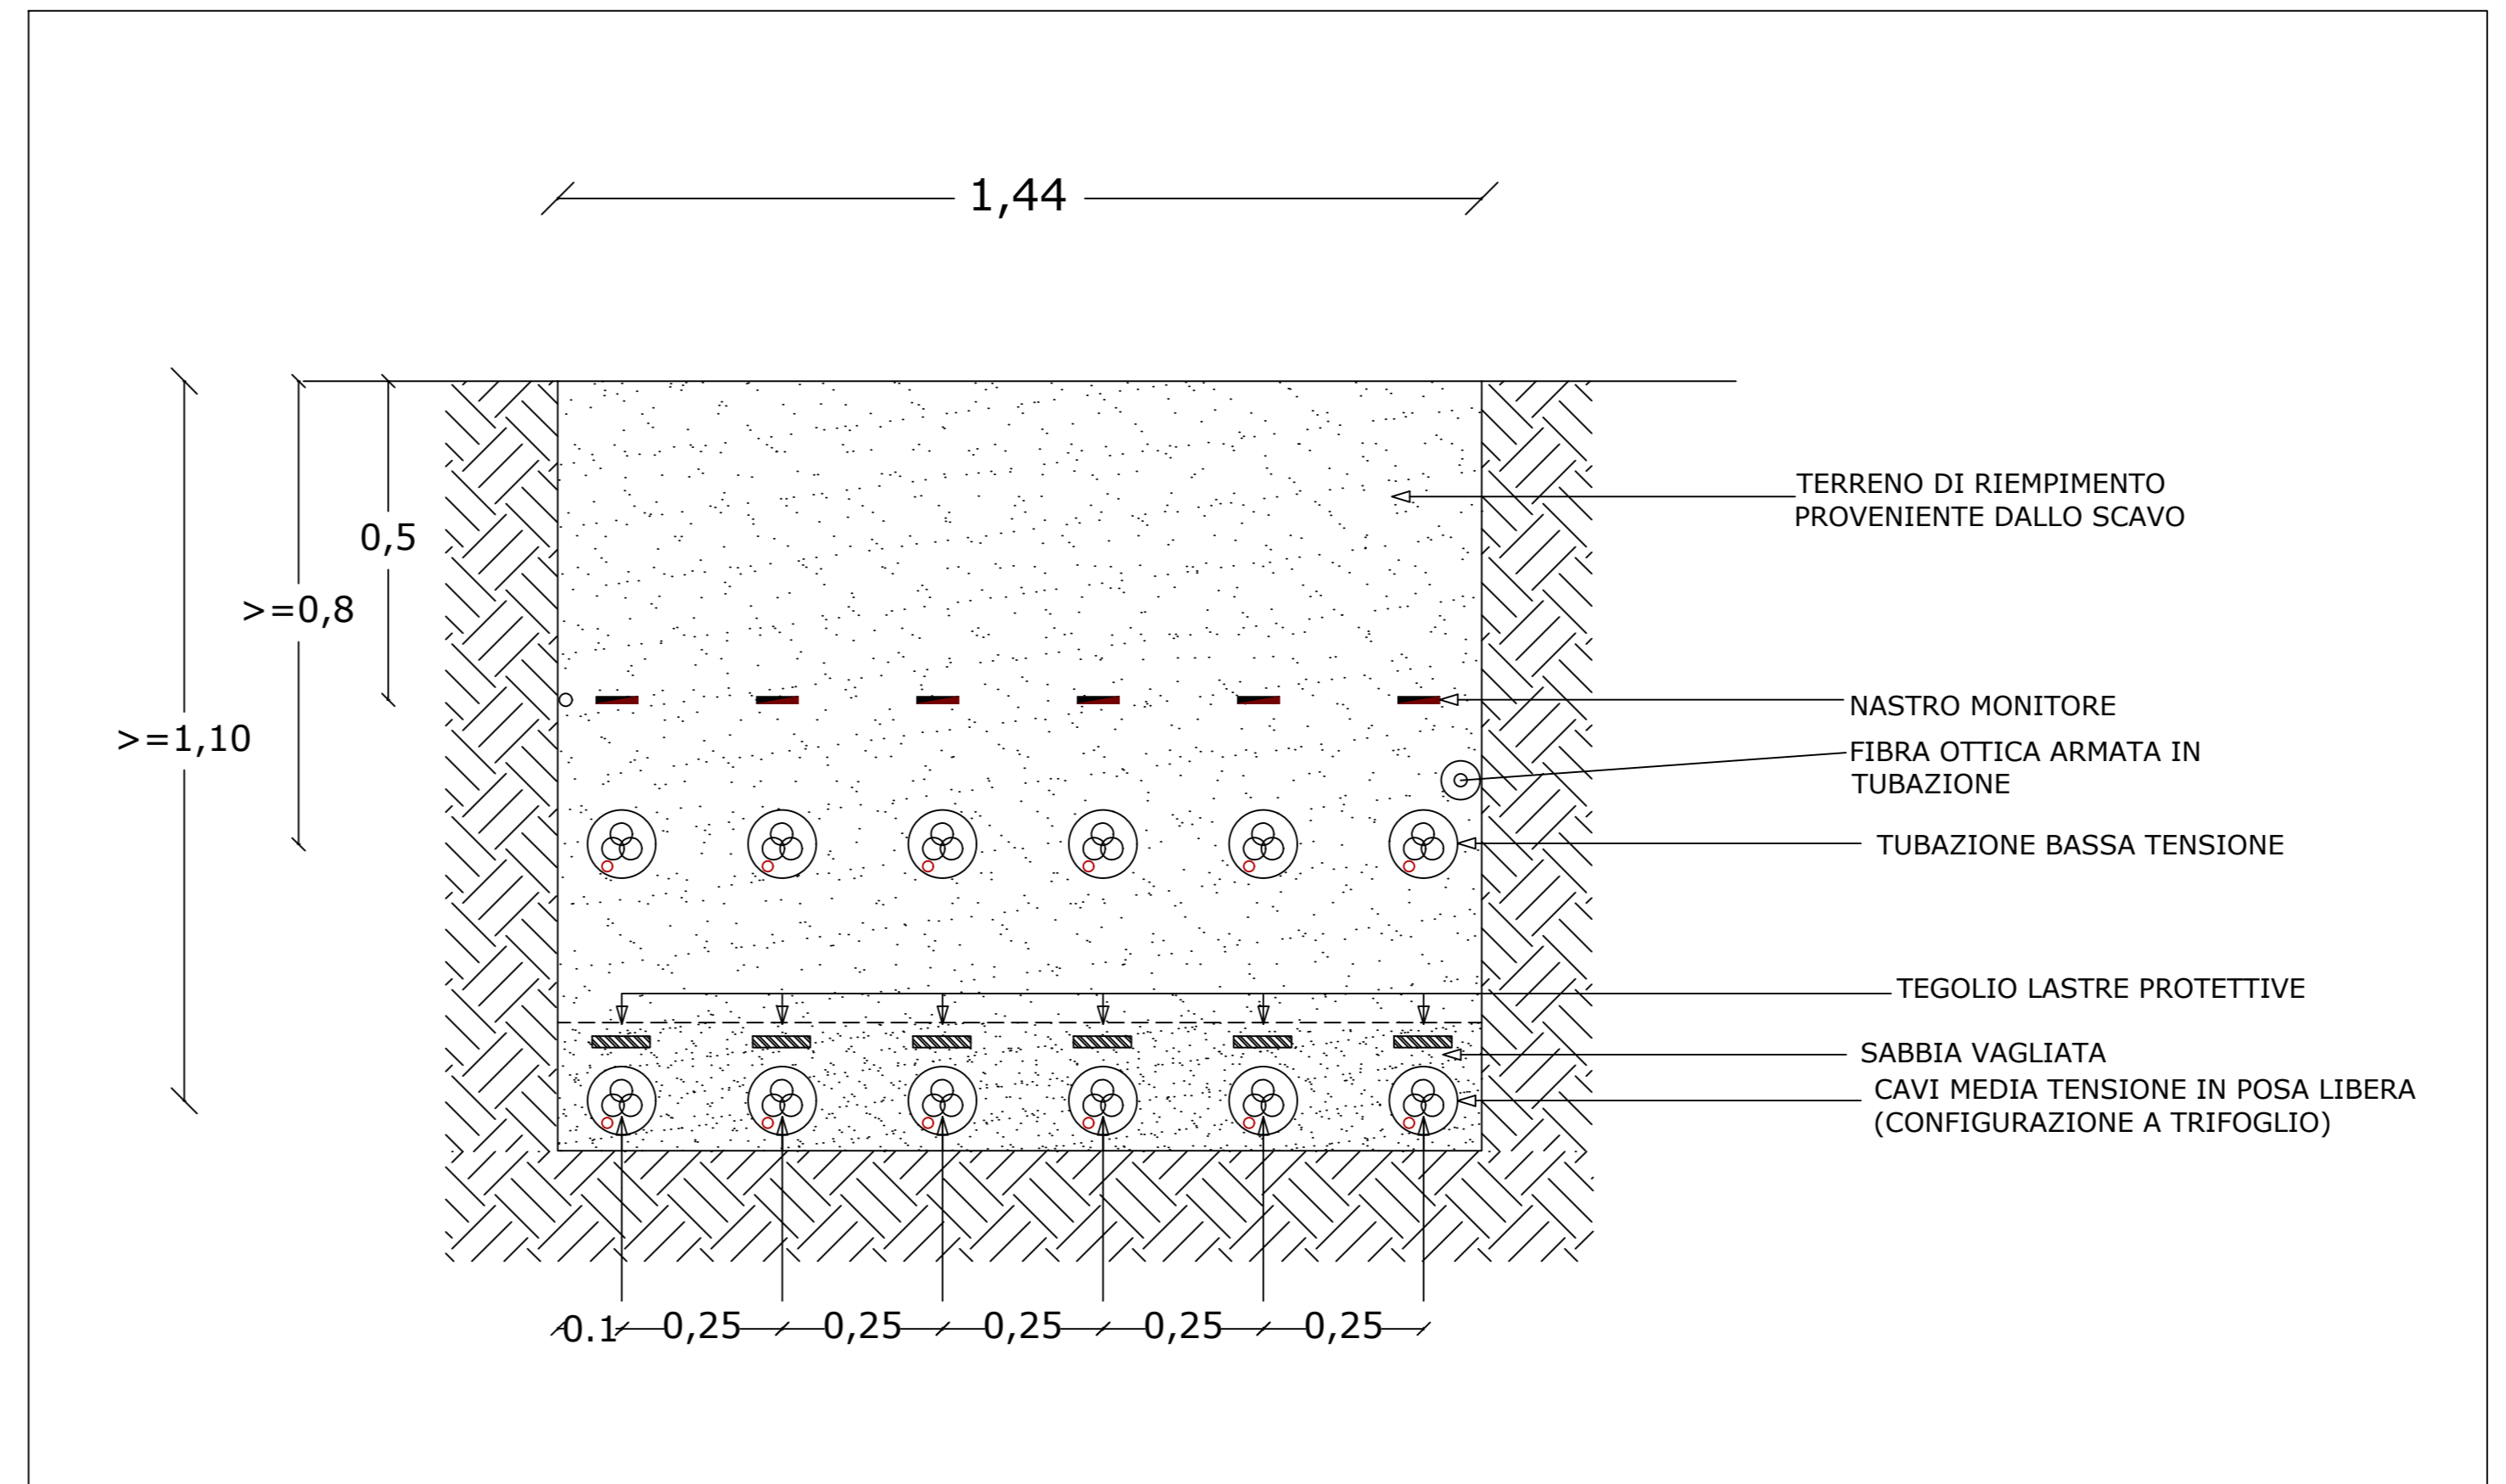 1,44
0,5
>=0,8
>=1,10
TERRENO DI RIEMPIMENTO
PROVENIENTE DALLO SCAVO
NASTRO MONITORE
FIBRA OTTICA ARMATA IN
TUBAZIONE
TUBAZIONE BASSA TENSIONE
TEGOLIO LASTRE PROTETTIVE
SABBIA VAGLIATA
CAVI MEDIA TENSIONE IN POSA LIBERA
(CONFIGURAZIONE A TRIFOGLIO)
0.1 0,25 0,25 0,25 0,25 0,25